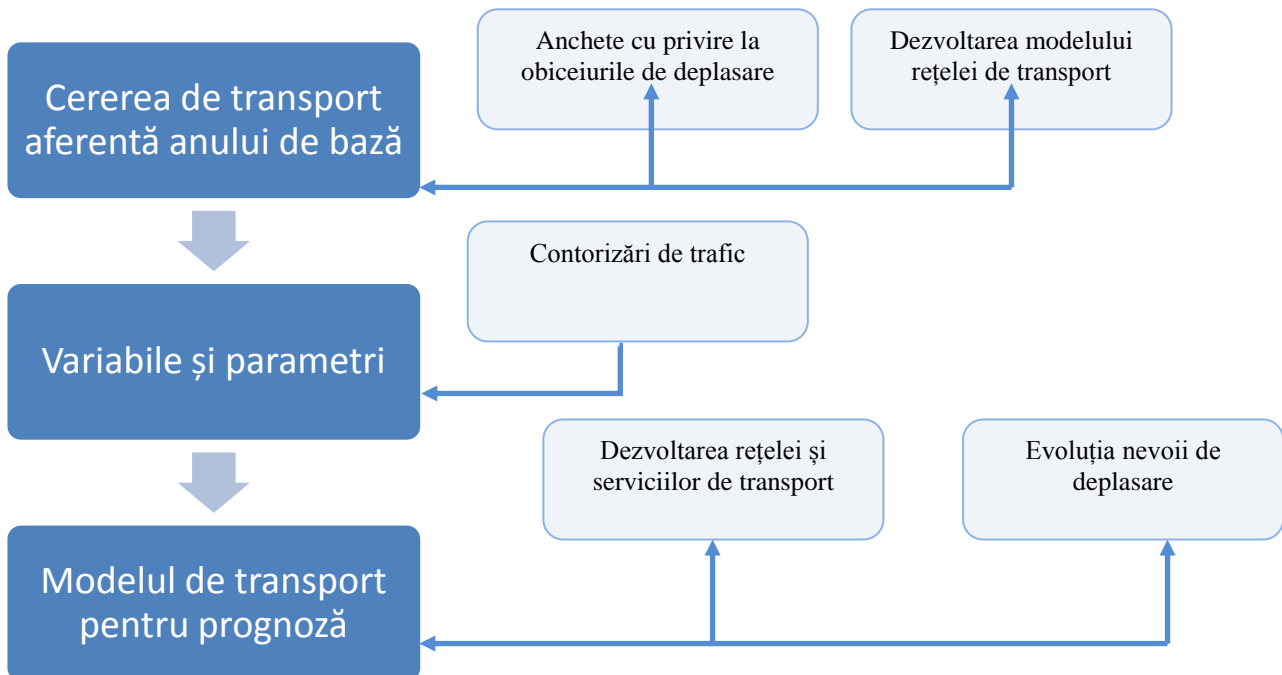 Cererea de transport
aferentă anului de bază
Anchete cu privire la
obiceiurile de deplasare
Dezvoltarea modelului
rețelei de transport
Variabile și parametri
Contorizări de trafic
Modelul de transport
pentru prognoză
Dezvoltarea rețelei și
serviciilor de transport
Evoluția nevoii de
deplasare